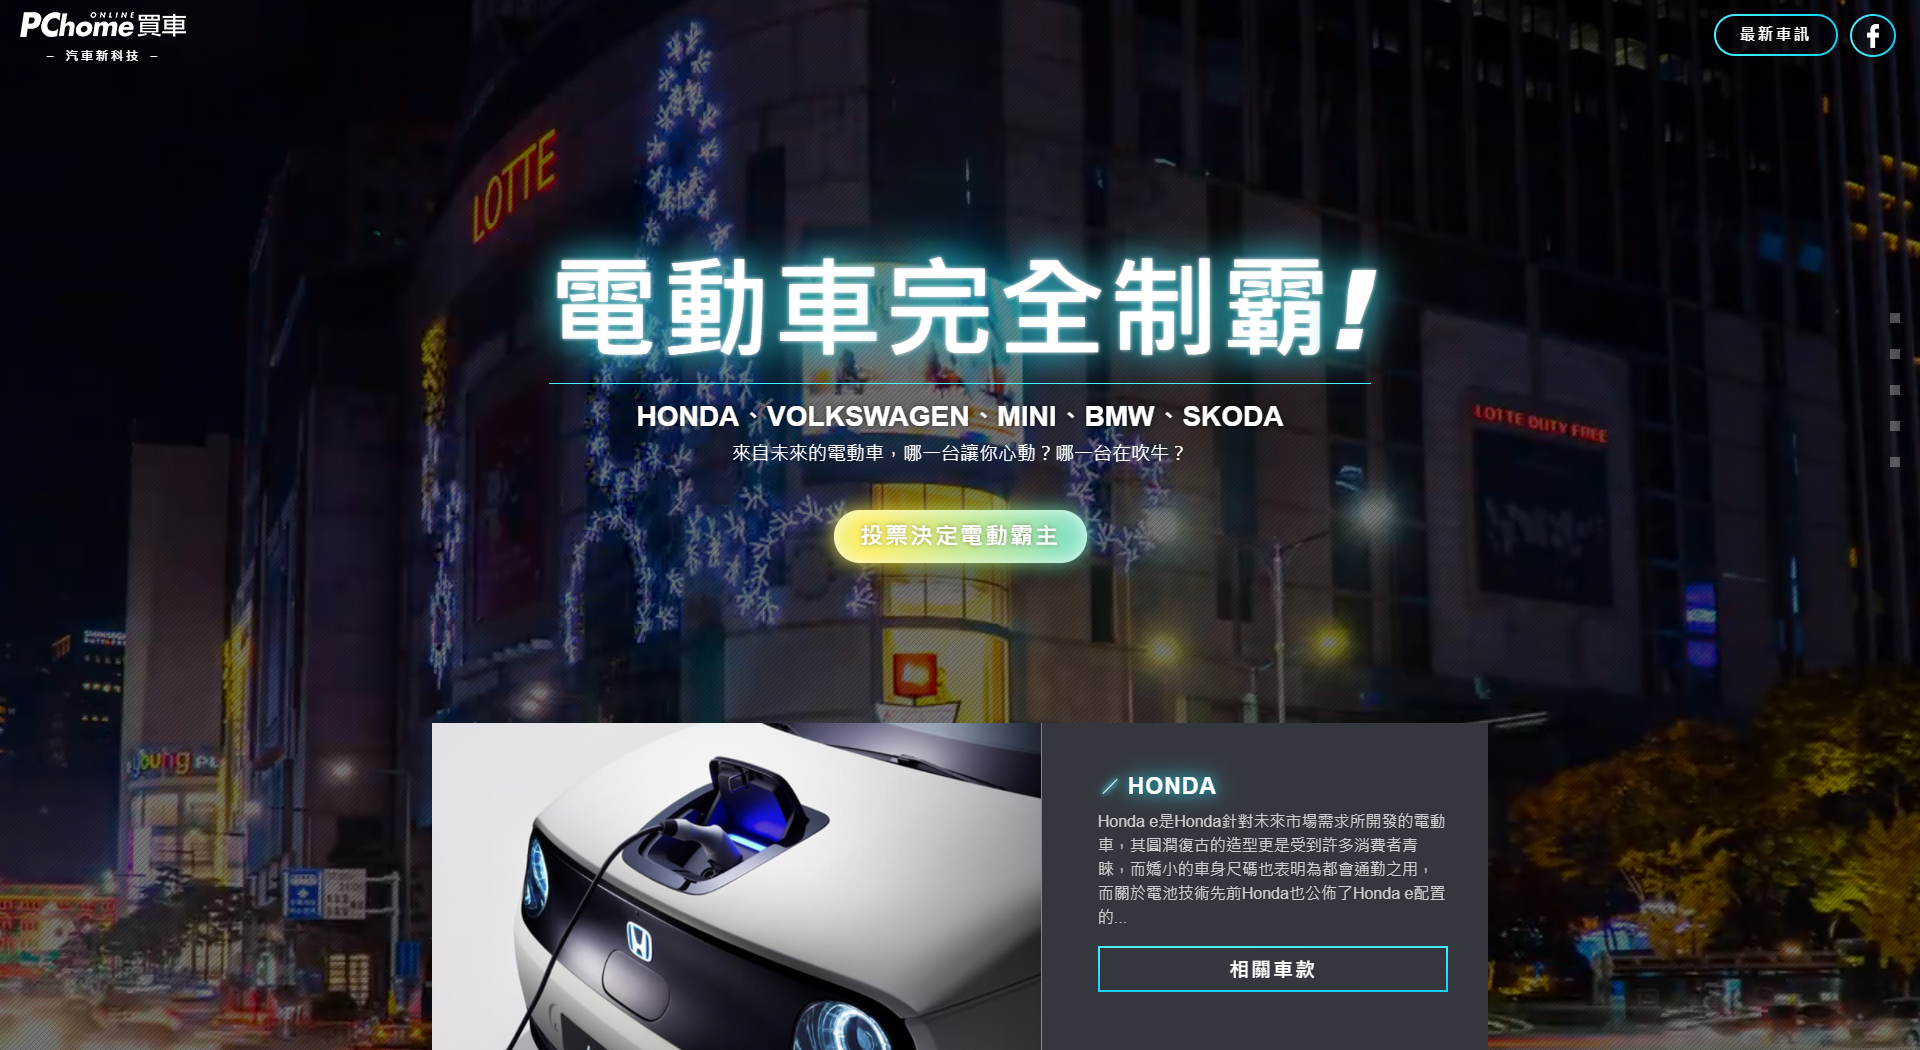 PChome ONLINE 買車
– 汽車新科技 –
最新車訊
LOTTE
電動車完全制霸!
HONDA、VOLKSWAGEN、MINI、BMW、SKODA
來自未來的電動車，哪一台讓你心動？哪一台在吹牛？
LOTTE DUTY FREE
投票決定電動霸主
young PL
HONDA
Honda e是Honda針對未來市場需求所開發的電動
車，其圓潤復古的造型更是受到許多消費者青
睞，而嬌小的車身尺碼也表明為都會通勤之用，
而關於電池技術先前Honda也公佈了Honda e配置
的...
相關車款